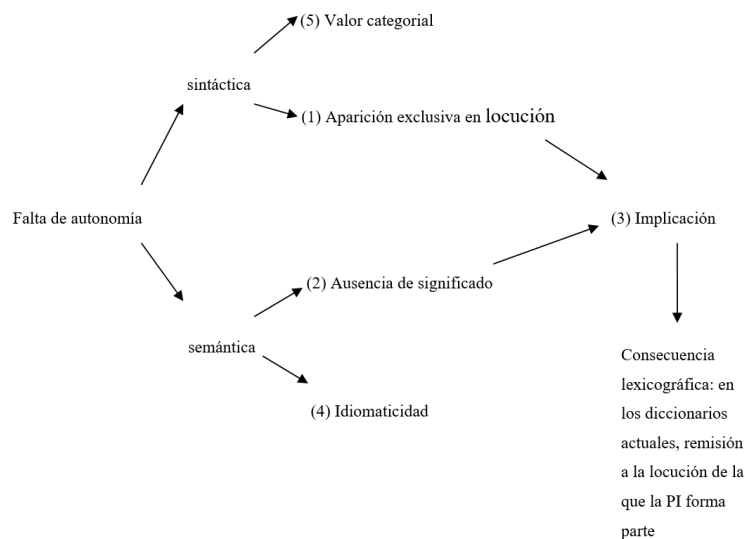 (5) Valor categorial
sintáctica
(1) Aparición exclusiva en locución
Falta de autonomía
(3) Implicación
(2) Ausencia de significado
semántica
(4) Idiomaticidad
Consecuencia
lexicográfica: en
los diccionarios
actuales, remisión
a la locución de la
que la PI forma
parte